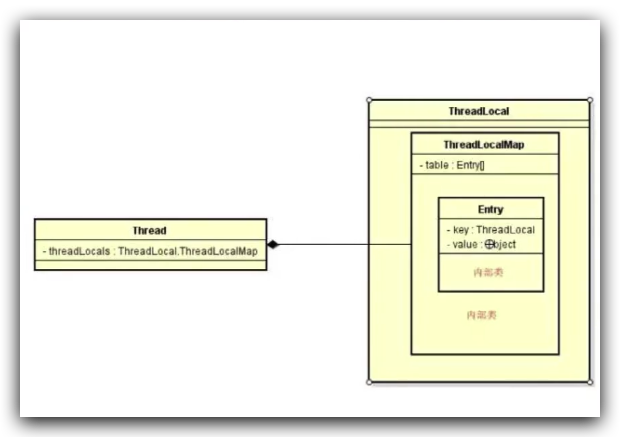 ThreadLocal
ThreadLocalMap
- table : Entry[]
Entry
- key : ThreadLocal
- value : Object
内部类
内部类
Thread
- threadLocals : ThreadLocal.ThreadLocalMap